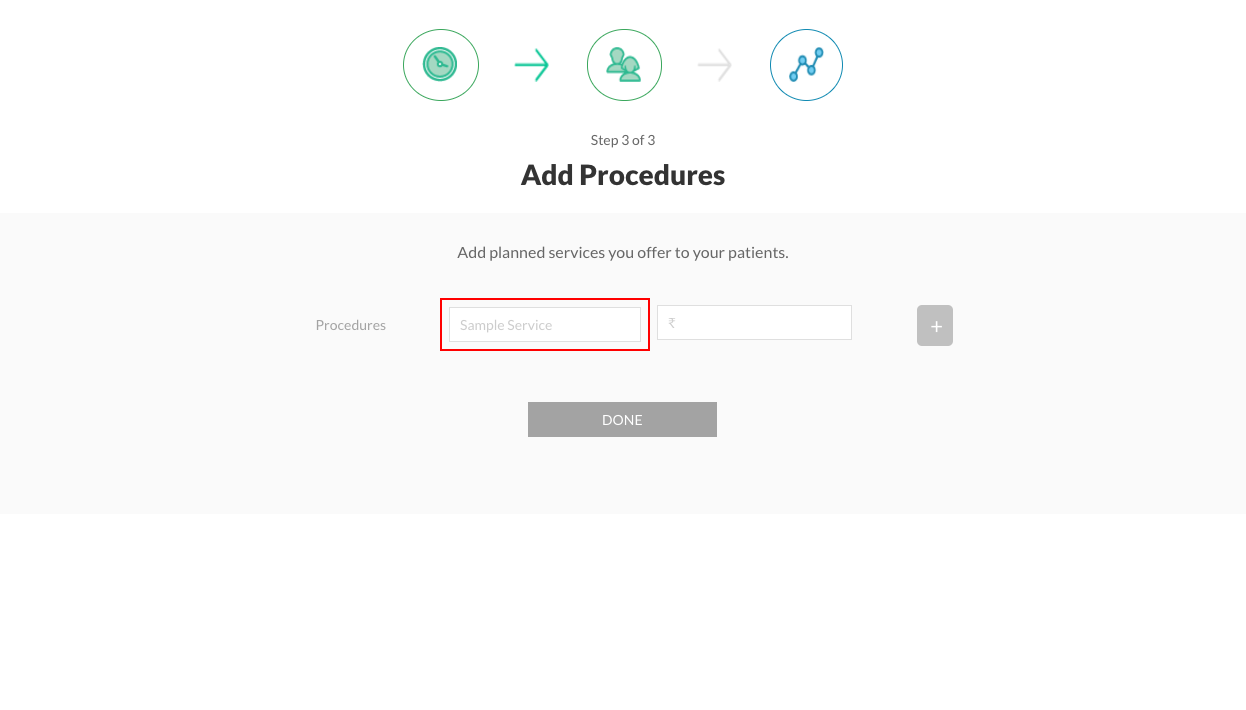 Step 3 of 3
Add Procedures
Add planned services you offer to your patients.
Procedures
Sample Service
₹
+
DONE